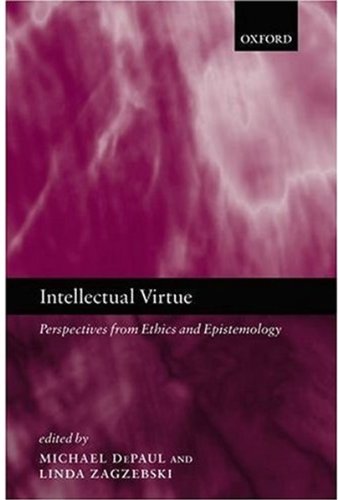 OXFORD
Intellectual Virtue
Perspectives from Ethics and Epistemology
edited by
MICHAEL DEPAUL AND
LINDA ZAGZEBSKI